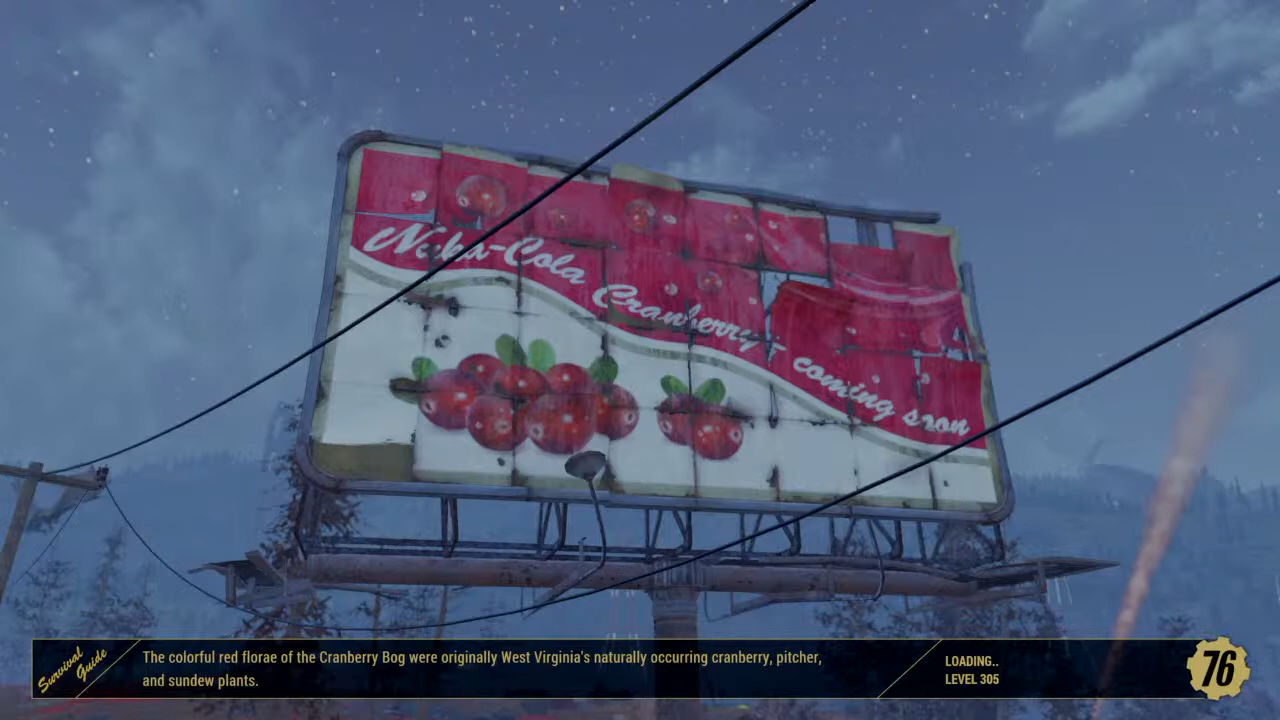 Nuka-Cola Cranberry - coming soon
Survival
Guide
The colorful red florae of the Cranberry Bog were originally West Virginia's naturally occurring cranberry, pitcher,
and sundew plants.
LOADING..
LEVEL 305
76